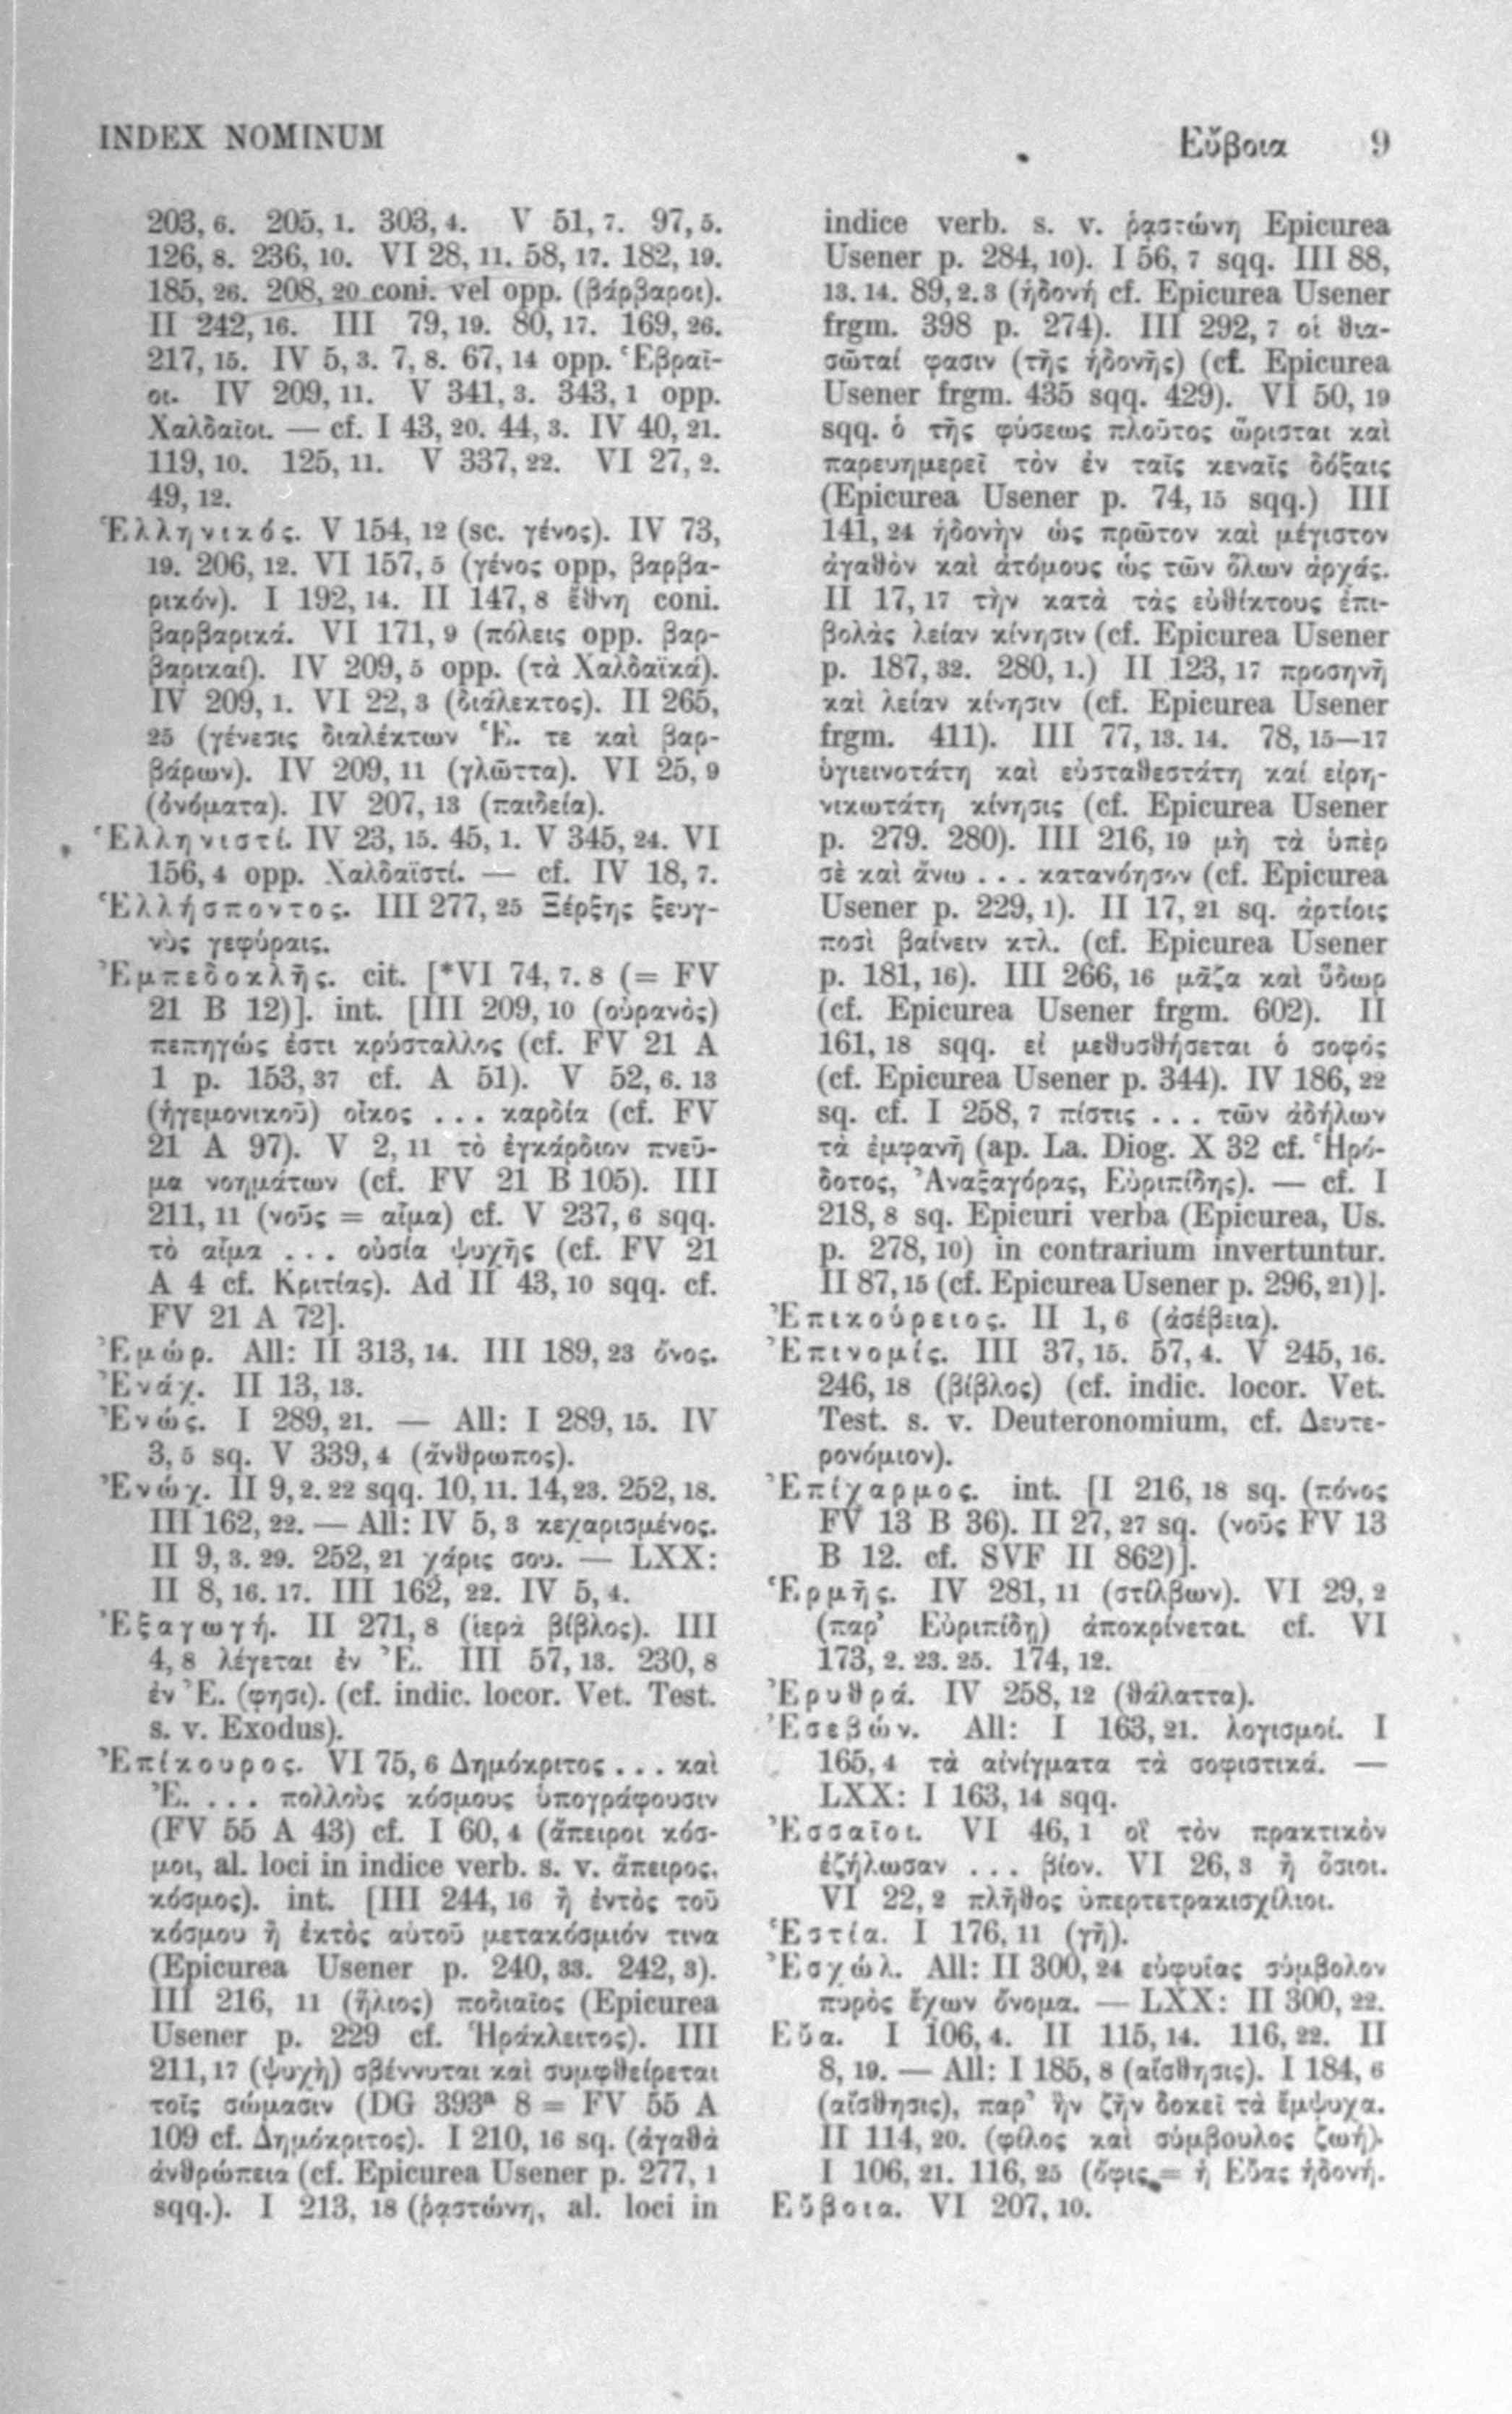 INDEX NOMINUM
Εὔβοια 9
203, 6. 205, 1. 303, 4. V 51, 7. 97, 5.
126, 8. 236, 10. VI 28, 11. 58, 17. 182, 19.
185, 26. 208, 20 coni. vel opp. (βάρβαροι).
II 242, 16. III 79, 19. 80, 17. 169, 26.
217, 15. IV 5, 3. 7, 8. 67, 14 opp. Ἑβραῖ-
οι. IV 209, 11. V 341, 3. 343, 1 opp.
Χαλδαῖοι. — cf. I 43, 20. 44, 3. IV 40, 21.
119, 10. 125, 11. V 337, 22. VI 27, 2.
49, 12.
Ἑλληνικός. V 154, 12 (sc. γένος). IV 73,
19. 206, 12. VI 157, 5 (γένος opp, βαρβα-
ρικόν). I 192, 14. II 147, 8 ἔθνη coni.
βαρβαρικά. VI 171, 9 (πόλεις opp. βαρ-
βαρικαί). IV 209, 5 opp. (τὰ Χαλδαϊκά).
IV 209, 1. VI 22, 3 (διάλεκτος). II 265,
25 (γένεσις διαλέκτων Ἑ. τε καὶ βαρ-
βάρων). IV 209, 11 (γλῶττα). VI 25, 9
(ὀνόματα). IV 207, 13 (παιδεία).
Ἑλληνιστί. IV 23, 15. 45, 1. V 345, 24. VI
156, 4 opp. Χαλδαϊστί. — cf. IV 18, 7.
Ἑλλήσποντος. III 277, 25 Ξέρξης ζευγ-
νὺς γεφύραις.
Ἐμπεδοκλῆς. cit. [*VI 74, 7. 8 (= FV
21 B 12)]. int. [III 209, 10 (οὐρανὸς)
πεπηγώς ἐστι κρύσταλλος (cf. FV 21 A
1 p. 153, 37 cf. A 51). V 52, 6. 13
(ἡγεμονικοῦ) οἶκος ... καρδία (cf. FV
21 A 97). V 2, 11 τὸ ἐγκάρδιον πνεῦ-
μα νοημάτων (cf. FV 21 B 105). III
211, 11 (νοῦς = αἷμα) cf. V 237, 6 sqq.
τὸ αἷμα ... οὐσία ψυχῆς (cf. FV 21
A 4 cf. Κριτίας). Ad II 43, 10 sqq. cf.
FV 21 A 72].
Ἐμώρ. All: II 313, 14. III 189, 23 ὄνος.
Ἐνάχ. II 13, 13.
Ἐνώς. I 289, 21. — All: I 289, 15. IV
3, 5 sq. V 339, 4 (ἄνθρωπος).
Ἐνώχ. II 9, 2. 22 sqq. 10, 11. 14, 23. 252, 18.
III 162, 22. — All: IV 5, 3 κεχαρισμένος.
II 9, 3. 29. 252, 21 χάρις σου. — LXX:
II 8, 16. 17. III 162, 22. IV 5, 4.
Ἐξαγωγή. II 271, 8 (ἱερὰ βίβλος). III
4, 8 λέγεται ἐν Ἐ. III 57, 13. 230, 8
ἐν Ἐ. (φησι). (cf. indic. locor. Vet. Test.
s. v. Exodus).
Ἐπίκουρος. VI 75, 6 Δημόκριτος ... καὶ
Ἐ. ... πολλοὺς κόσμους ὑπογράφουσιν
(FV 55 A 43) cf. I 60, 4 (ἄπειροι κόσ-
μοι, al. loci in indice verb. s. v. ἄπειρος.
κόσμος). int. [III 244, 16 ἢ ἐντὸς τοῦ
κόσμου ἢ ἐκτὸς αὐτοῦ μετακόσμιόν τινα
(Epicurea Usener p. 240, 33. 242, 3).
III 216, 11 (ἥλιος) ποδιαῖος (Epicurea
Usener p. 229 cf. Ἡράκλειτος). III
211, 17 (ψυχὴ) σβέννυται καὶ συμφθείρεται
τοῖς σώμασιν (DG 393ᵃ 8 = FV 55 A
109 cf. Δημόκριτος). I 210, 16 sq. (ἀγαθὰ
ἀνθρώπεια (cf. Epicurea Usener p. 277, 1
sqq.). I 213, 18 (ῥᾳστώνη, al. loci in
indice verb. s. v. ῥᾳστώνη Epicurea
Usener p. 284, 10). I 56, 7 sqq. III 88,
13. 14. 89, 2. 3 (ἡδονή cf. Epicurea Usener
frgm. 398 p. 274). III 292, 7 οἱ θια-
σῶταί φασιν (τῆς ἡδονῆς) (cf. Epicurea
Usener frgm. 435 sqq. 429). VI 50, 19
sqq. ὁ τῆς φύσεως πλοῦτος ὥρισται καὶ
παρευημερεῖ τὸν ἐν ταῖς κεναῖς δόξαις
(Epicurea Usener p. 74, 15 sqq.) III
141, 24 ἡδονὴν ὡς πρῶτον καὶ μέγιστον
ἀγαθὸν καὶ ἀτόμους ὡς τῶν ὅλων ἀρχάς.
II 17, 17 τὴν κατὰ τὰς εὐθίκτους ἐπι-
βολὰς λείαν κίνησιν (cf. Epicurea Usener
p. 187, 32. 280, 1.) II 123, 17 προσηνῆ
καὶ λείαν κίνησιν (cf. Epicurea Usener
frgm. 411). III 77, 13. 14. 78, 15—17
ὑγιεινοτάτη καὶ εὐσταθεστάτη καί εἰρη-
νικωτάτη κίνησις (cf. Epicurea Usener
p. 279. 280). III 216, 19 μὴ τὰ ὑπὲρ
σὲ καὶ ἄνω ... κατανόησον (cf. Epicurea
Usener p. 229, 1). II 17, 21 sq. ἀρτίοις
ποσὶ βαίνειν κτλ. (cf. Epicurea Usener
p. 181, 16). III 266, 16 μᾶζα καὶ ὕδωρ
(cf. Epicurea Usener frgm. 602). II
161, 18 sqq. εἰ μεθυσθήσεται ὁ σοφός
(cf. Epicurea Usener p. 344). IV 186, 22
sq. cf. I 258, 7 πίστις ... τῶν ἀδήλων
τὰ ἐμφανῆ (ap. La. Diog. X 32 cf. Ἡρό-
δοτος, Ἀναξαγόρας, Εὐριπίδης). — cf. I
218, 8 sq. Epicuri verba (Epicurea, Us.
p. 278, 10) in contrarium invertuntur.
II 87, 15 (cf. Epicurea Usener p. 296, 21)].
Ἐπικούρειος. II 1, 6 (ἀσέβεια).
Ἐπινομίς. III 37, 15. 57, 4. V 245, 16.
246, 18 (βίβλος) (cf. indic. locor. Vet.
Test. s. v. Deuteronomium, cf. Δευτε-
ρονόμιον).
Ἐπίχαρμος. int. [I 216, 18 sq. (πόνος
FV 13 B 36). II 27, 27 sq. (νοῦς FV 13
B 12. cf. SVF II 862)].
Ἑρμῆς. IV 281, 11 (στίλβων). VI 29, 2
(παρ’ Εὐριπίδῃ) ἀποκρίνεται. cf. VI
173, 2. 23. 25. 174, 12.
Ἐρυθρά. IV 258, 12 (θάλαττα).
Ἐσεβών. All: I 163, 21. λογισμοί. I
165, 4 τὰ αἰνίγματα τὰ σοφιστικά. —
LXX: I 163, 14 sqq.
Ἐσσαῖοι. VI 46, 1 οἳ τὸν πρακτικὸν
ἐζήλωσαν ... βίον. VI 26, 3 ἢ ὅσιοι.
VI 22, 2 πλῆθος ὑπερτετρακισχίλιοι.
Ἑστία. I 176, 11 (γῆ).
Ἐσχώλ. All: II 300, 24 εὐφυΐας σύμβολον
πυρὸς ἔχων ὄνομα. — LXX: II 300, 22.
Εὔα. I 106, 4. II 115, 14. 116, 22. II
8, 19. — All: I 185, 8 (αἴσθησις). I 184, 6
(αἴσθησις), παρ’ ἣν ζῆν δοκεῖ τὰ ἔμψυχα.
II 114, 20. (φίλος καὶ σύμβουλος ζωή).
I 106, 21. 116, 25 (ὄφις = ἡ Εὔας ἡδονή.
Εὔβοια. VI 207, 10.